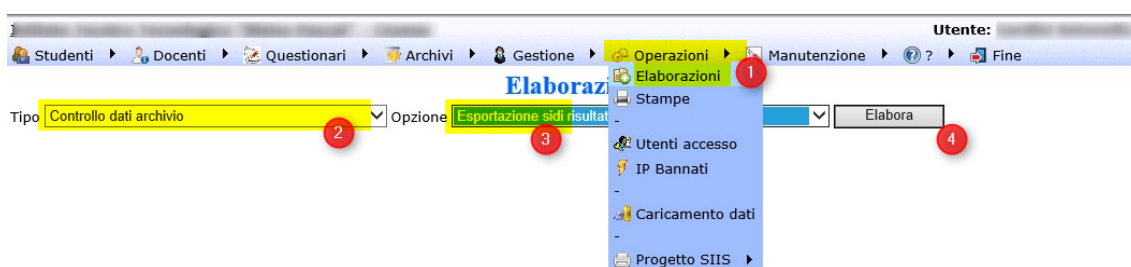 Utente:
Studenti Docenti Questionari Archivi Gestione Operazioni Manutenzione ? Fine
Elaborazioni 1
Stampe
-
Utenti accesso
IP Bannati
-
Caricamento dati
-
Progetto SIIS
Elaborazi
Tipo Controllo dati archivio Opzione Esportazione sidi risultat Elabora
2 3 4